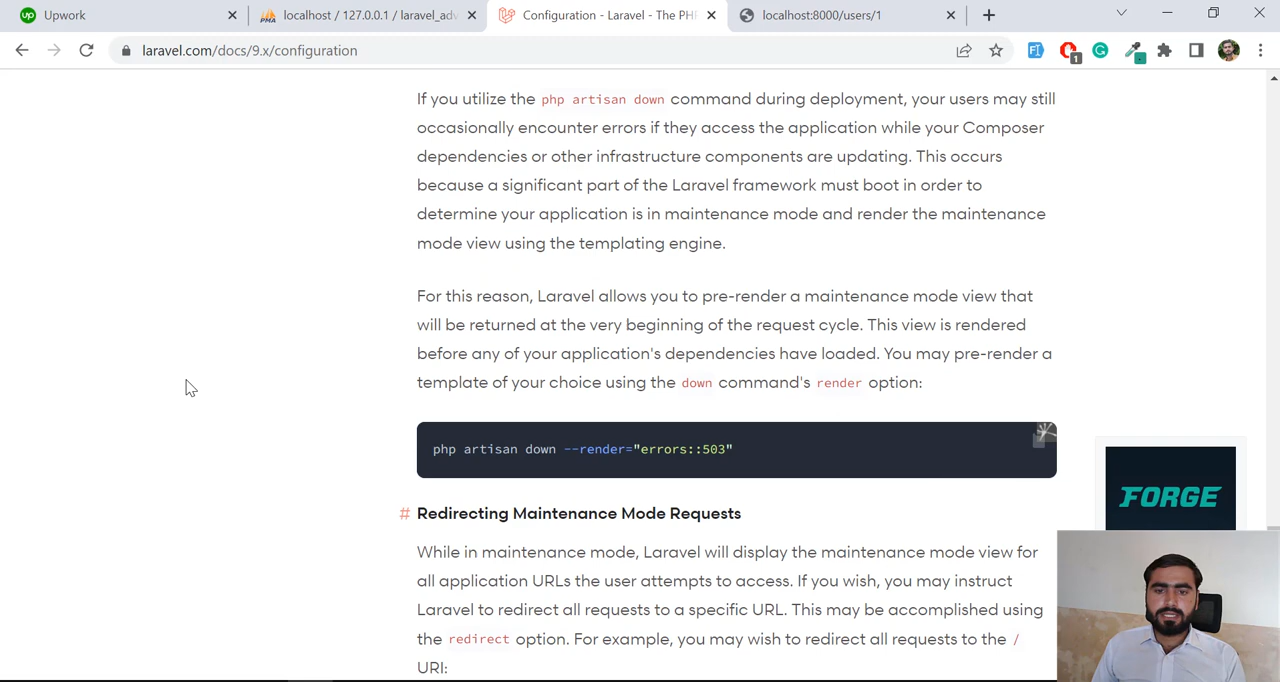 up Upwork
PMA localhost / 127.0.0.1 / laravel_adv
Configuration - Laravel - The PH
localhost:8000/users/1
laravel.com/docs/9.x/configuration
1
If you utilize the php artisan down command during deployment, your users may still
occasionally encounter errors if they access the application while your Composer
dependencies or other infrastructure components are updating. This occurs
because a significant part of the Laravel framework must boot in order to
determine your application is in maintenance mode and render the maintenance
mode view using the templating engine.
For this reason, Laravel allows you to pre-render a maintenance mode view that
will be returned at the very beginning of the request cycle. This view is rendered
before any of your application's dependencies have loaded. You may pre-render a
template of your choice using the down command's render option:
php artisan down --render="errors::503"
FORGE
# Redirecting Maintenance Mode Requests
While in maintenance mode, Laravel will display the maintenance mode view for
all application URLs the user attempts to access. If you wish, you may instruct
Laravel to redirect all requests to a specific URL. This may be accomplished using
the redirect option. For example, you may wish to redirect all requests to the /
URI: